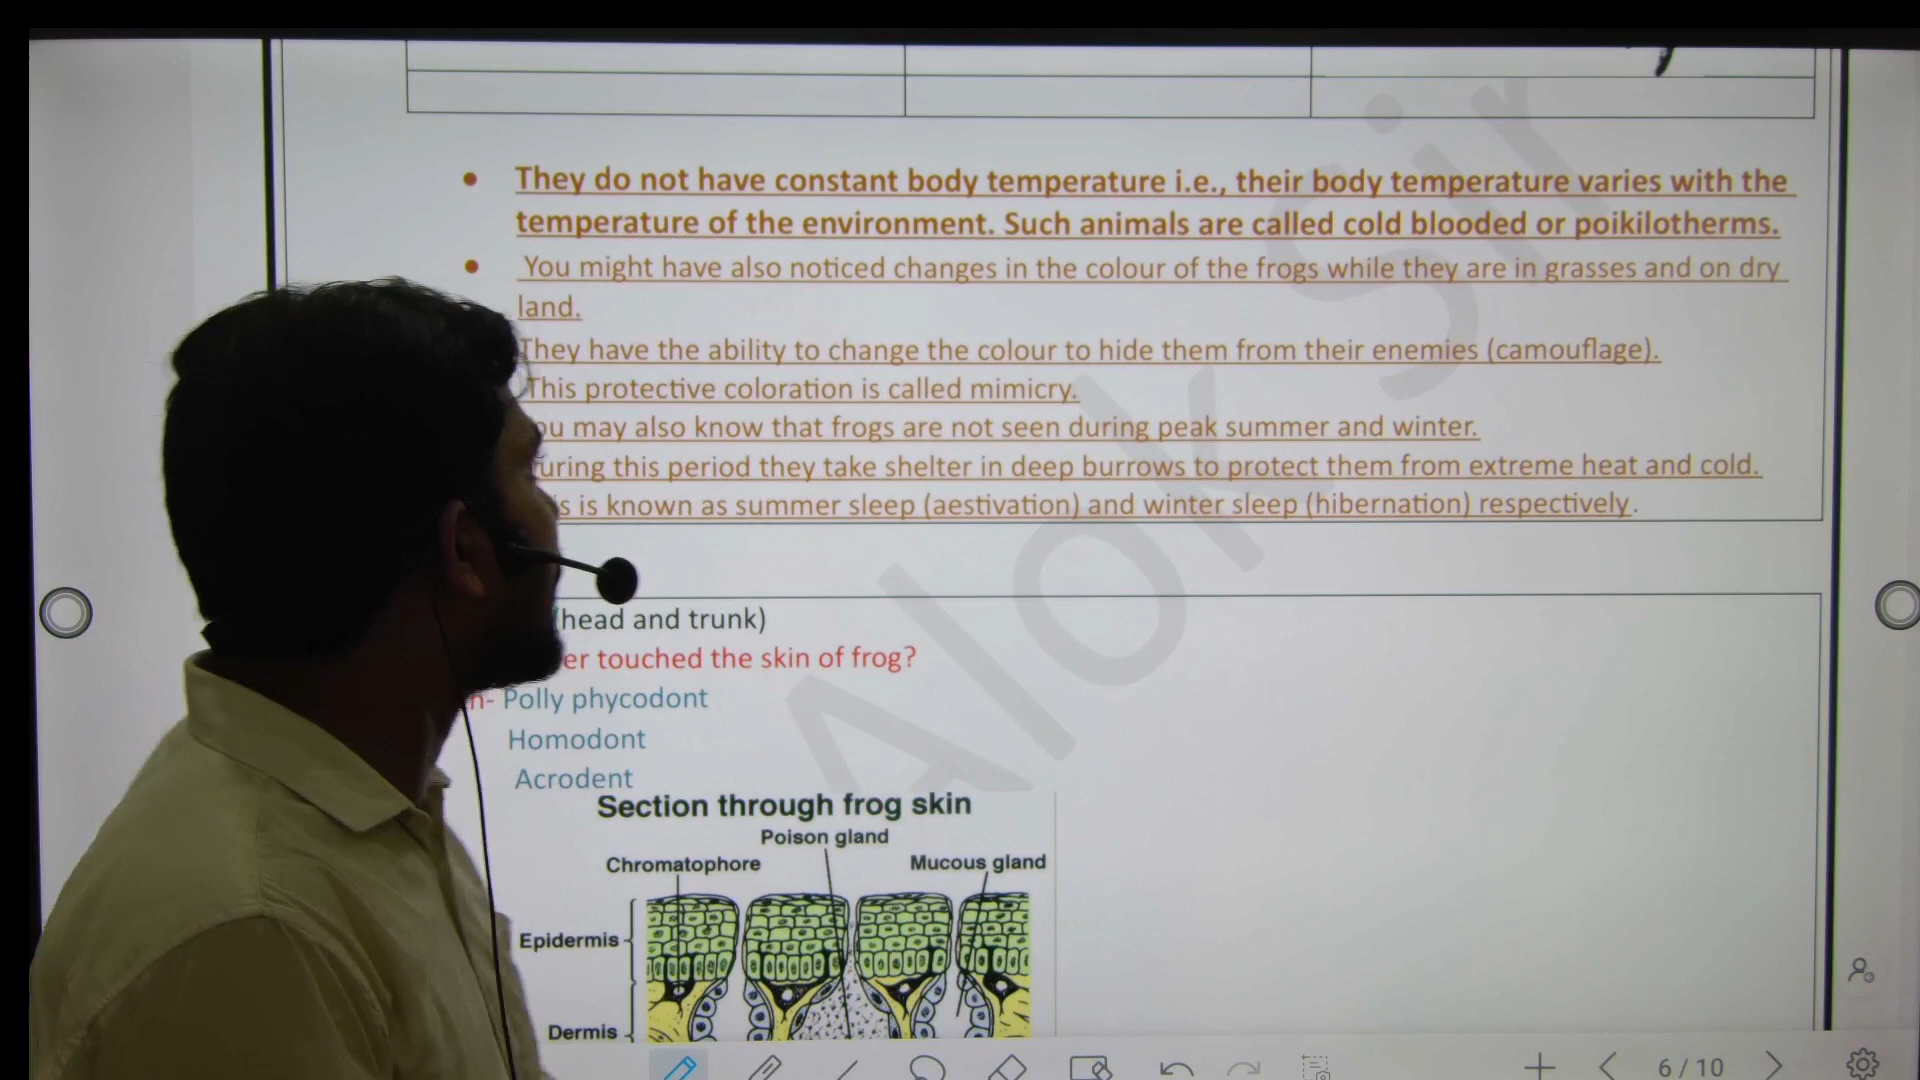 They do not have constant body temperature i.e., their body temperature varies with the
temperature of the environment. Such animals are called cold blooded or poikilotherms.
You might have also noticed changes in the colour of the frogs while they are in grasses and on dry
land.
They have the ability to change the colour to hide them from their enemies (camouflage).
This protective coloration is called mimicry.
may also know that frogs are not seen during peak summer and winter.
this period they take shelter in deep burrows to protect them from extreme heat and cold.
is known as summer sleep (aestivation) and winter sleep (hibernation) respectively.
(head and trunk)
touched the skin of frog?
Polly phycodont
Homodont
Acrodent
Section through frog skin
Poison gland
Chromatophore
Mucous gland
Epidermis
Dermis
Alok Sir
6 / 10